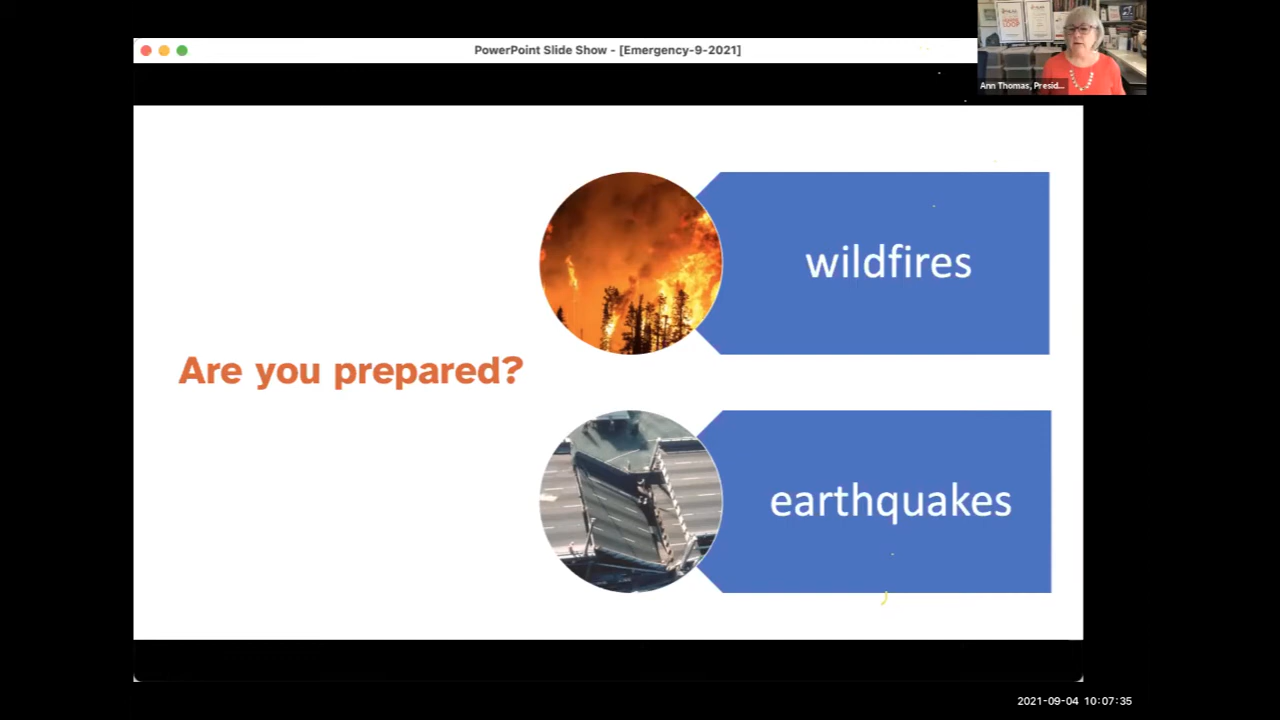 PowerPoint Slide Show - [Emergency-9-2021]
Ann Thomas, Presid...
wildfires
Are you prepared?
earthquakes
2021-09-04 10:07:35